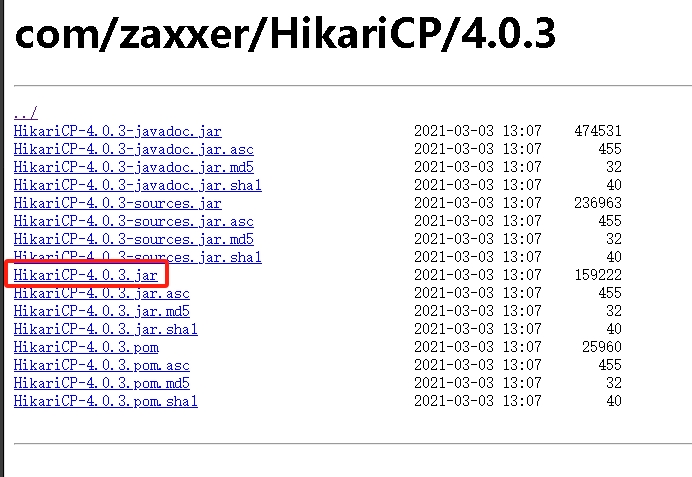 com/zaxxer/HikariCP/4.0.3
../
HikariCP-4.0.3-javadoc.jar 2021-03-03 13:07 474531
HikariCP-4.0.3-javadoc.jar.asc 2021-03-03 13:07 455
HikariCP-4.0.3-javadoc.jar.md5 2021-03-03 13:07 32
HikariCP-4.0.3-javadoc.jar.sha1 2021-03-03 13:07 40
HikariCP-4.0.3-sources.jar 2021-03-03 13:07 236963
HikariCP-4.0.3-sources.jar.asc 2021-03-03 13:07 455
HikariCP-4.0.3-sources.jar.md5 2021-03-03 13:07 32
HikariCP-4.0.3-sources.jar.sha1 2021-03-03 13:07 40
HikariCP-4.0.3.jar 2021-03-03 13:07 159222
HikariCP-4.0.3.jar.asc 2021-03-03 13:07 455
HikariCP-4.0.3.jar.md5 2021-03-03 13:07 32
HikariCP-4.0.3.jar.sha1 2021-03-03 13:07 40
HikariCP-4.0.3.pom 2021-03-03 13:07 25960
HikariCP-4.0.3.pom.asc 2021-03-03 13:07 455
HikariCP-4.0.3.pom.md5 2021-03-03 13:07 32
HikariCP-4.0.3.pom.sha1 2021-03-03 13:07 40